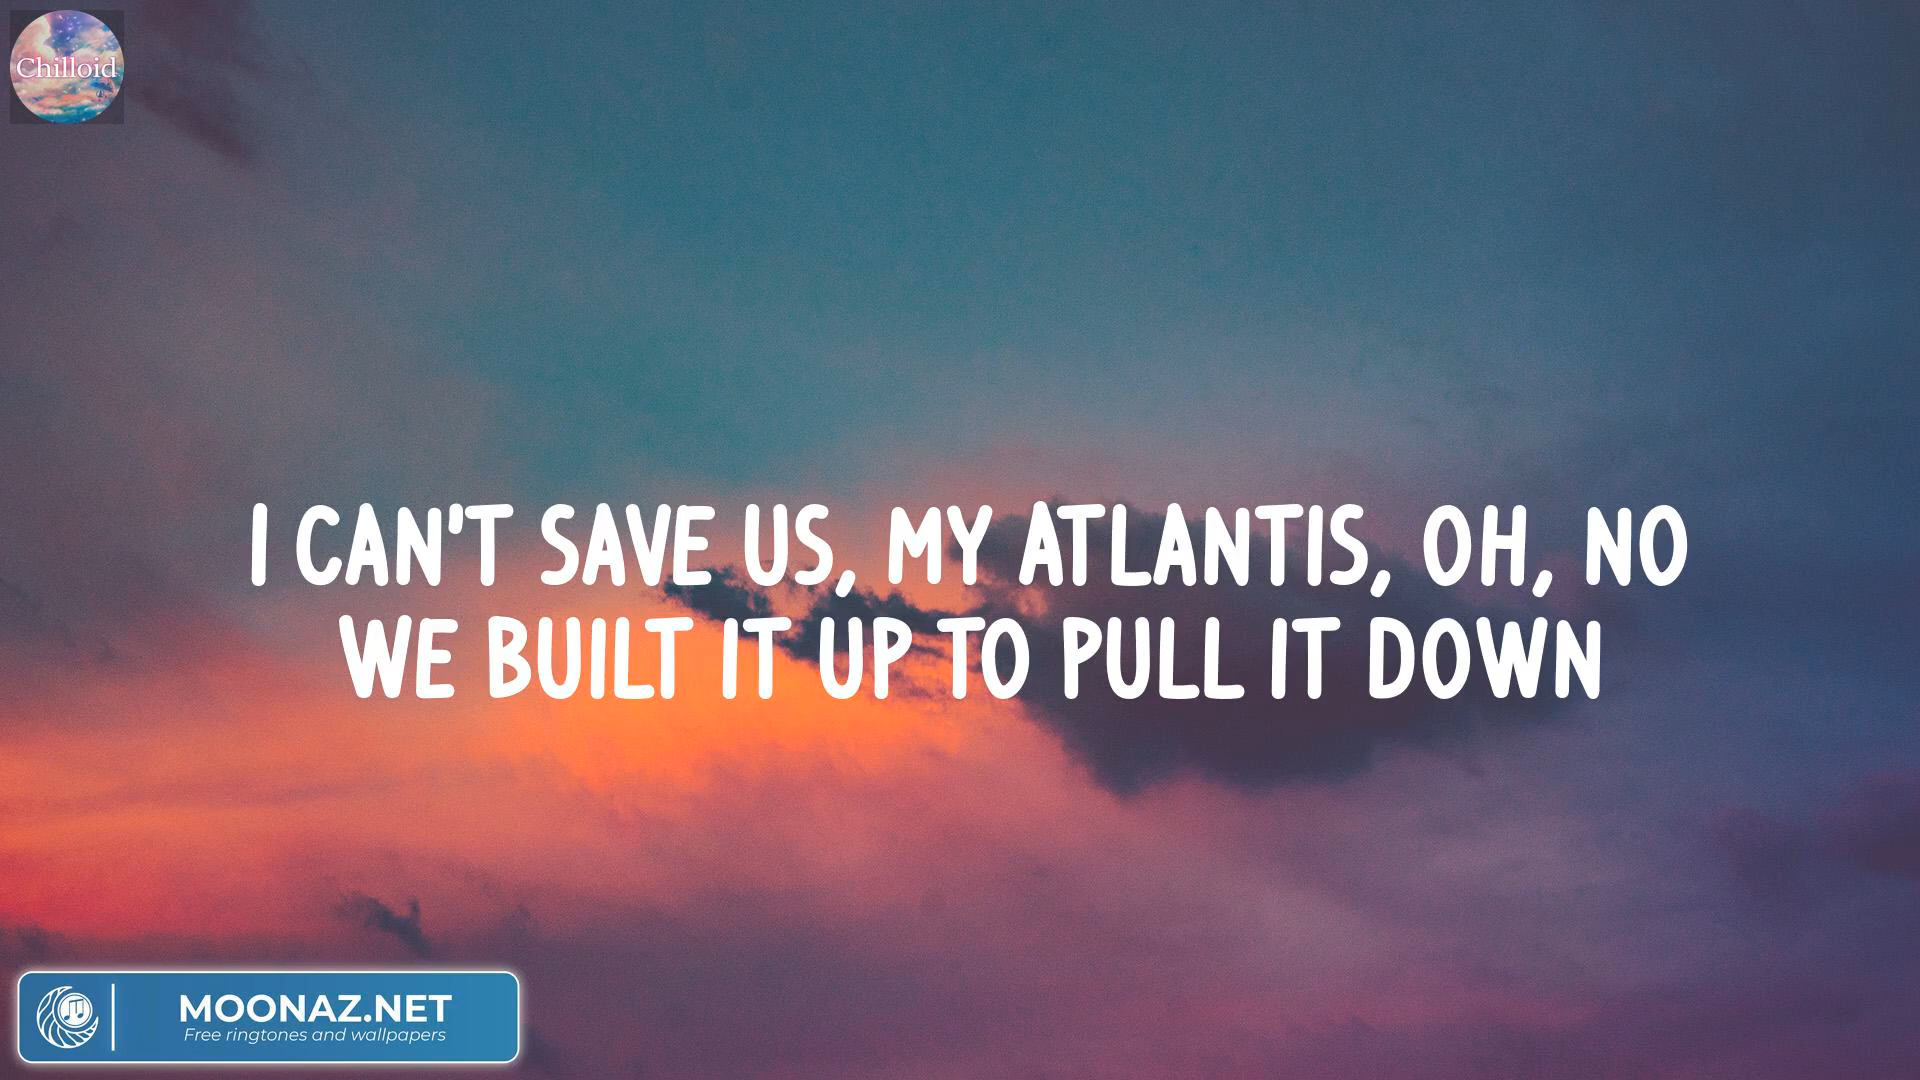 Chilloid
I CAN'T SAVE US, MY ATLANTIS, OH, NO
WE BUILT IT UP TO PULL IT DOWN
MOONAZ.NET
Free ringtones and wallpapers